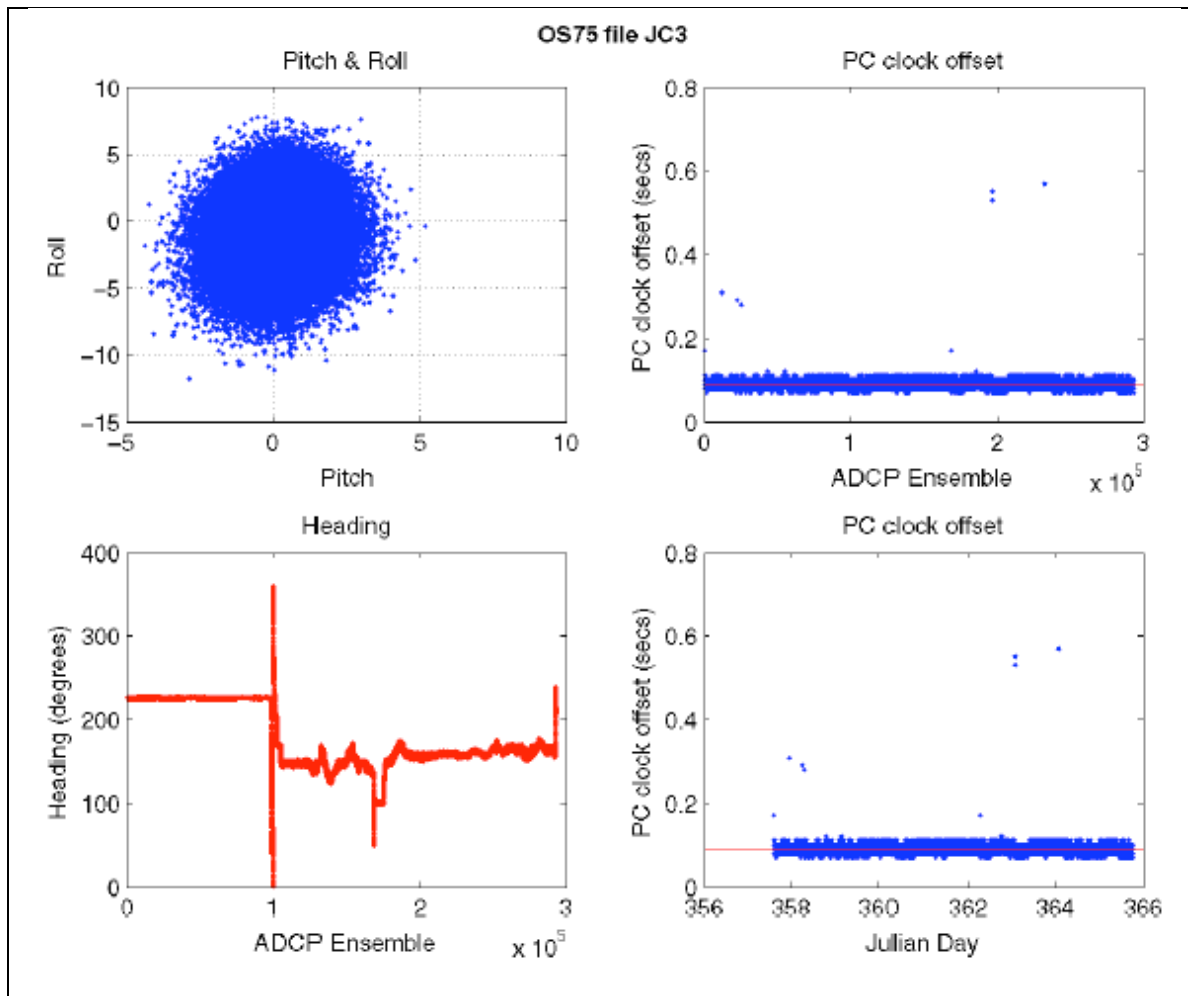 OS75 file JC3
Pitch & Roll
10
5
0
−5
−10
−15
Roll
−5
0
5
10
Pitch
PC clock offset
0.8
0.6
0.4
0.2
0
PC clock offset (secs)
0
1
2
3
ADCP Ensemble
x 10^5
Heading
400
300
200
100
0
Heading (degrees)
0
1
2
3
ADCP Ensemble
x 10^5
PC clock offset
0.8
0.6
0.4
0.2
0
PC clock offset (secs)
356
358
360
362
364
366
Julian Day